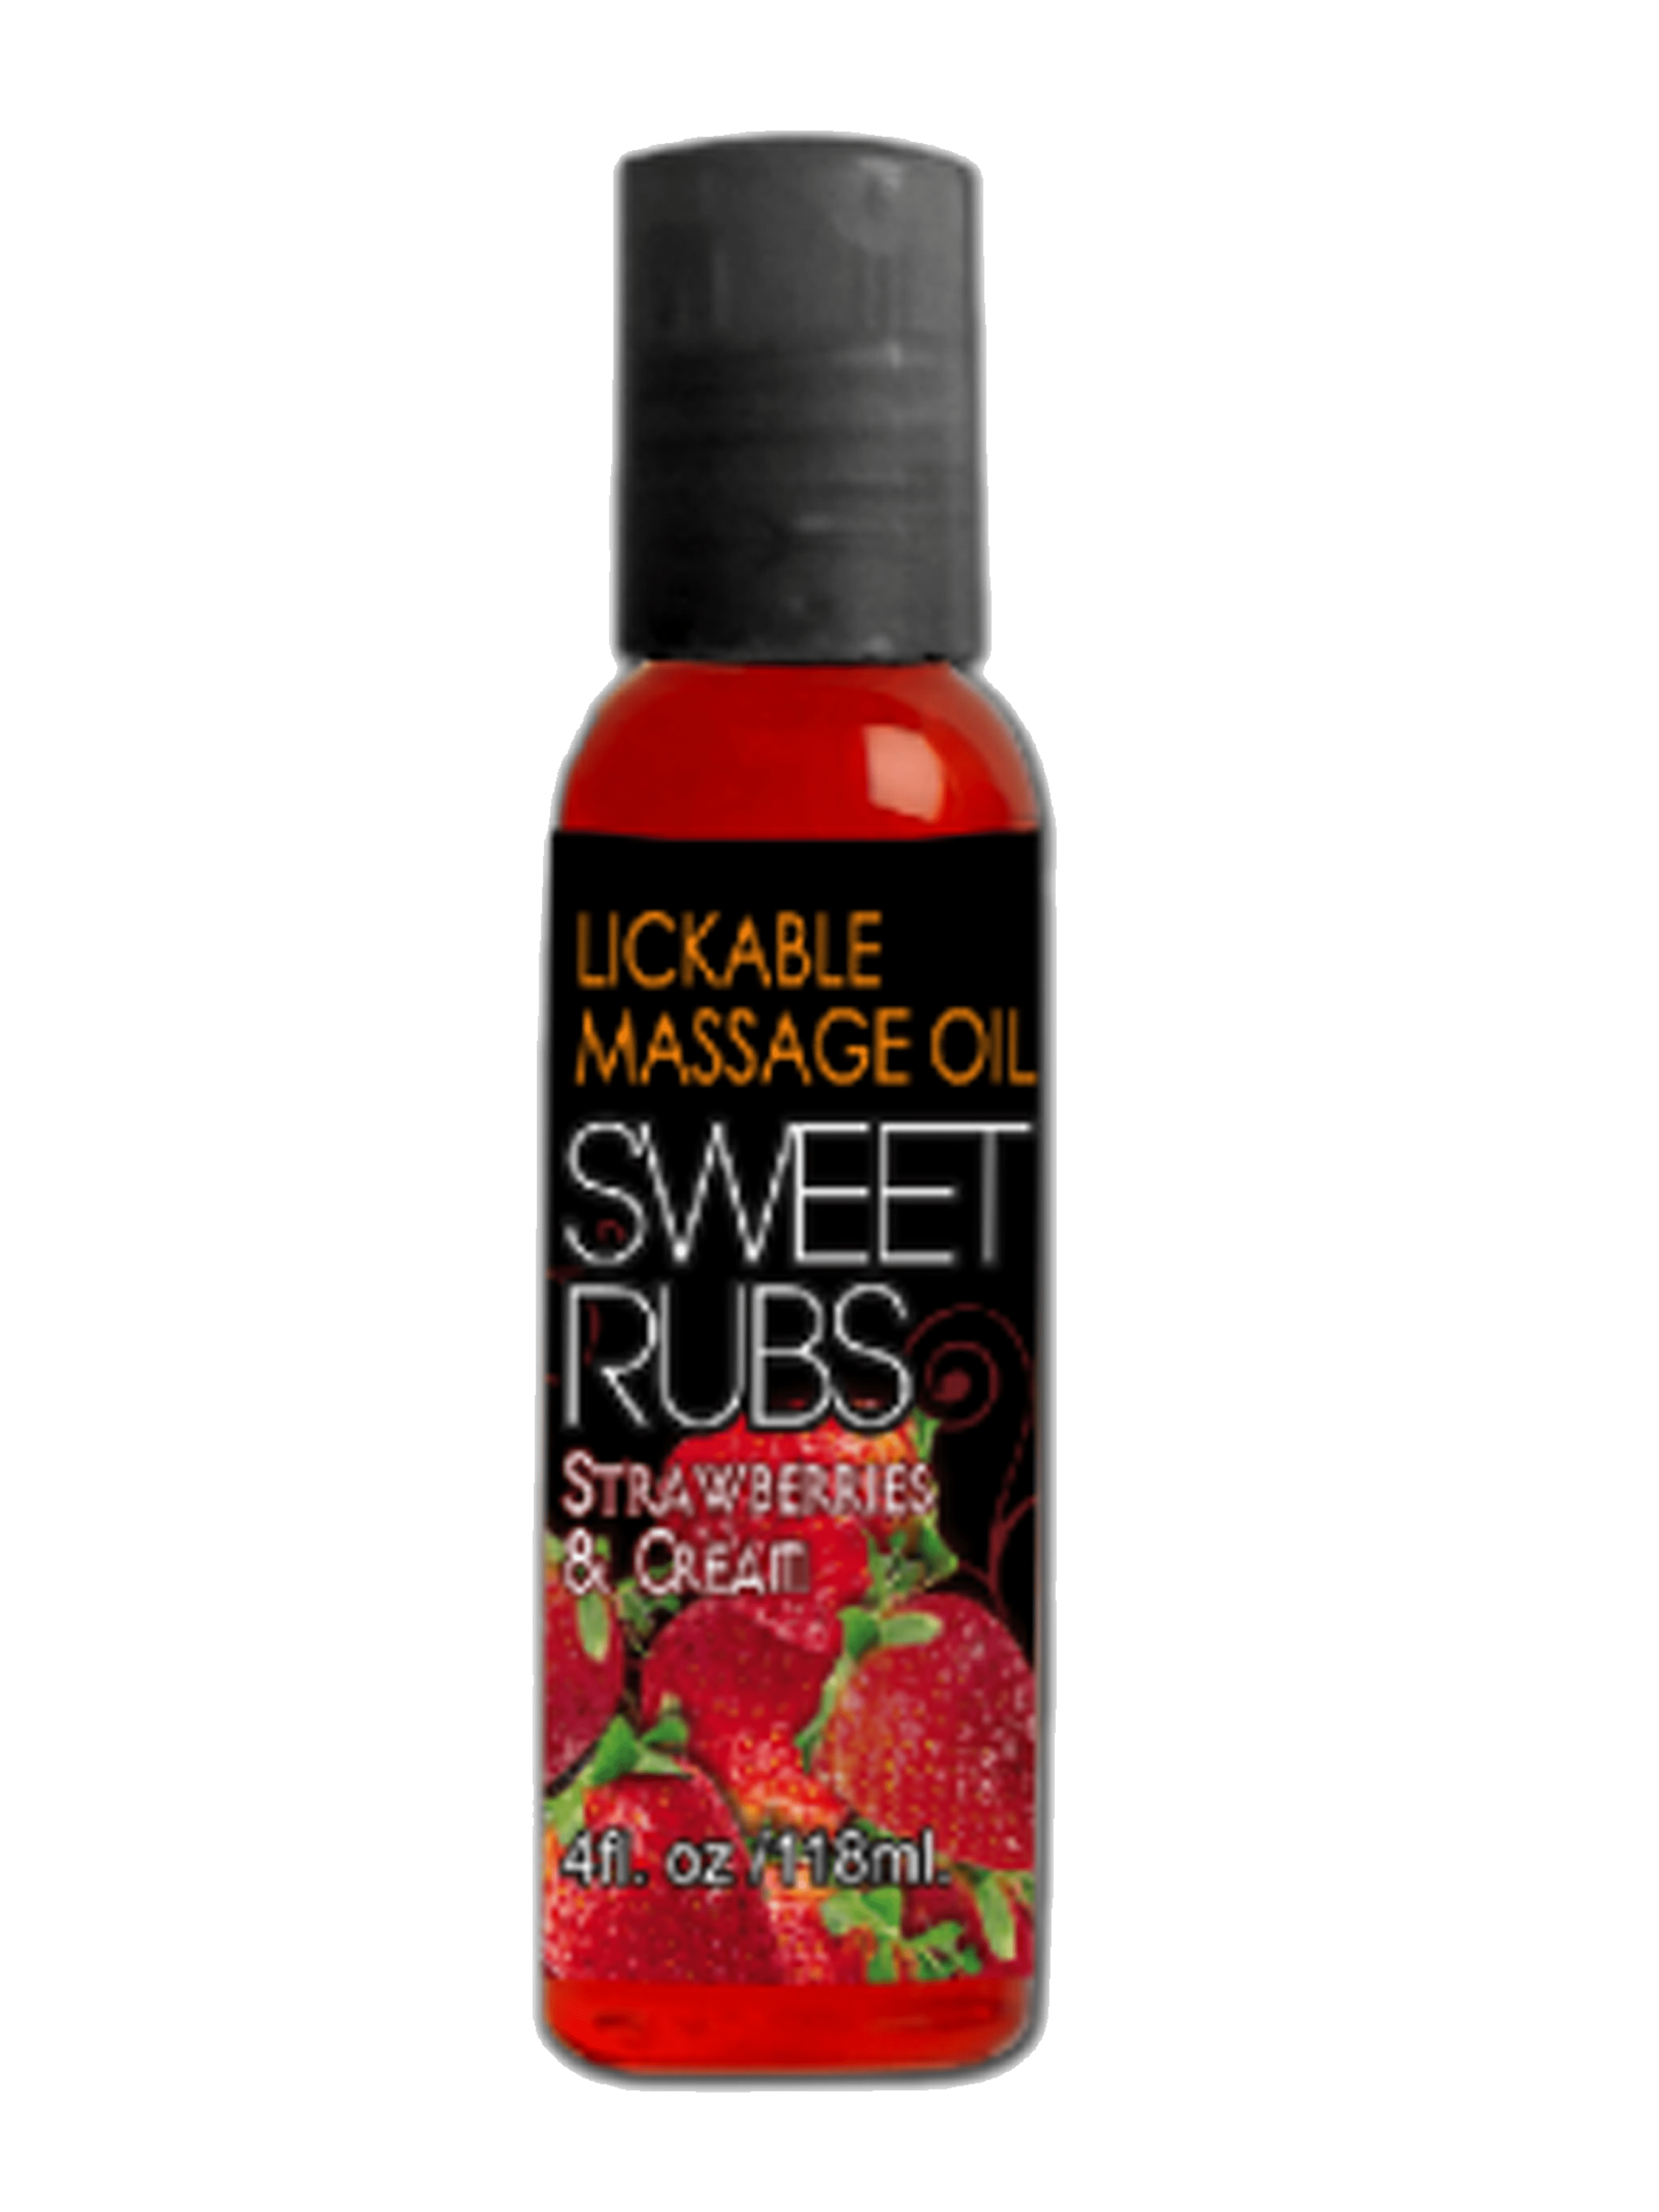 LICKABLE
MASSAGE OIL
SWEET
RUBS
STRAWBERRIES
& CREAM
4fl. oz /118ml.